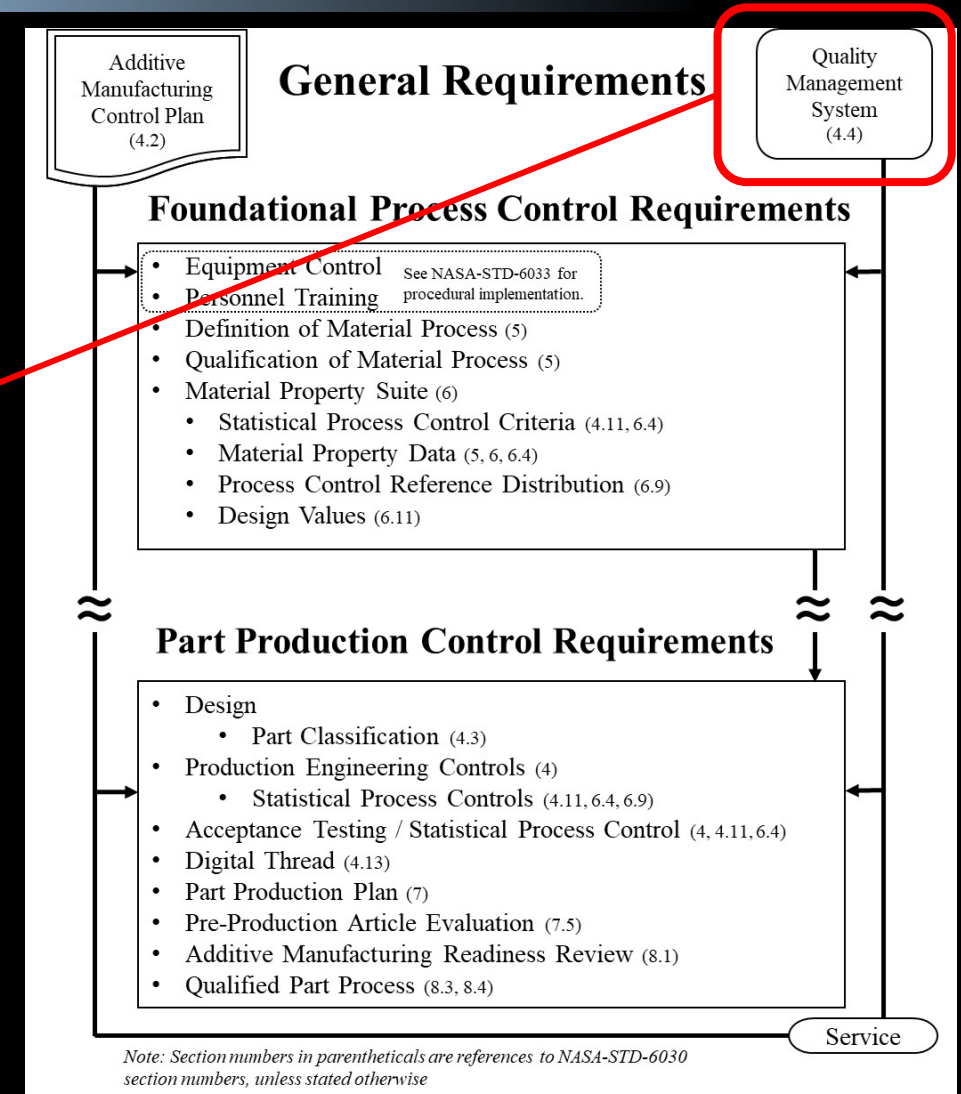 Additive
Manufacturing
Control Plan
(4.2)
General Requirements
Quality
Management
System
(4.4)
Foundational Process Control Requirements
• Equipment Control
• Personnel Training
See NASA-STD-6033 for
procedural implementation.
• Definition of Material Process (5)
• Qualification of Material Process (5)
• Material Property Suite (6)
• Statistical Process Control Criteria (4.11, 6.4)
• Material Property Data (5, 6, 6.4)
• Process Control Reference Distribution (6.9)
• Design Values (6.11)
Part Production Control Requirements
• Design
• Part Classification (4.3)
• Production Engineering Controls (4)
• Statistical Process Controls (4.11, 6.4, 6.9)
• Acceptance Testing / Statistical Process Control (4, 4.11, 6.4)
• Digital Thread (4.13)
• Part Production Plan (7)
• Pre-Production Article Evaluation (7.5)
• Additive Manufacturing Readiness Review (8.1)
• Qualified Part Process (8.3, 8.4)
Service
Note: Section numbers in parentheticals are references to NASA-STD-6030
section numbers, unless stated otherwise